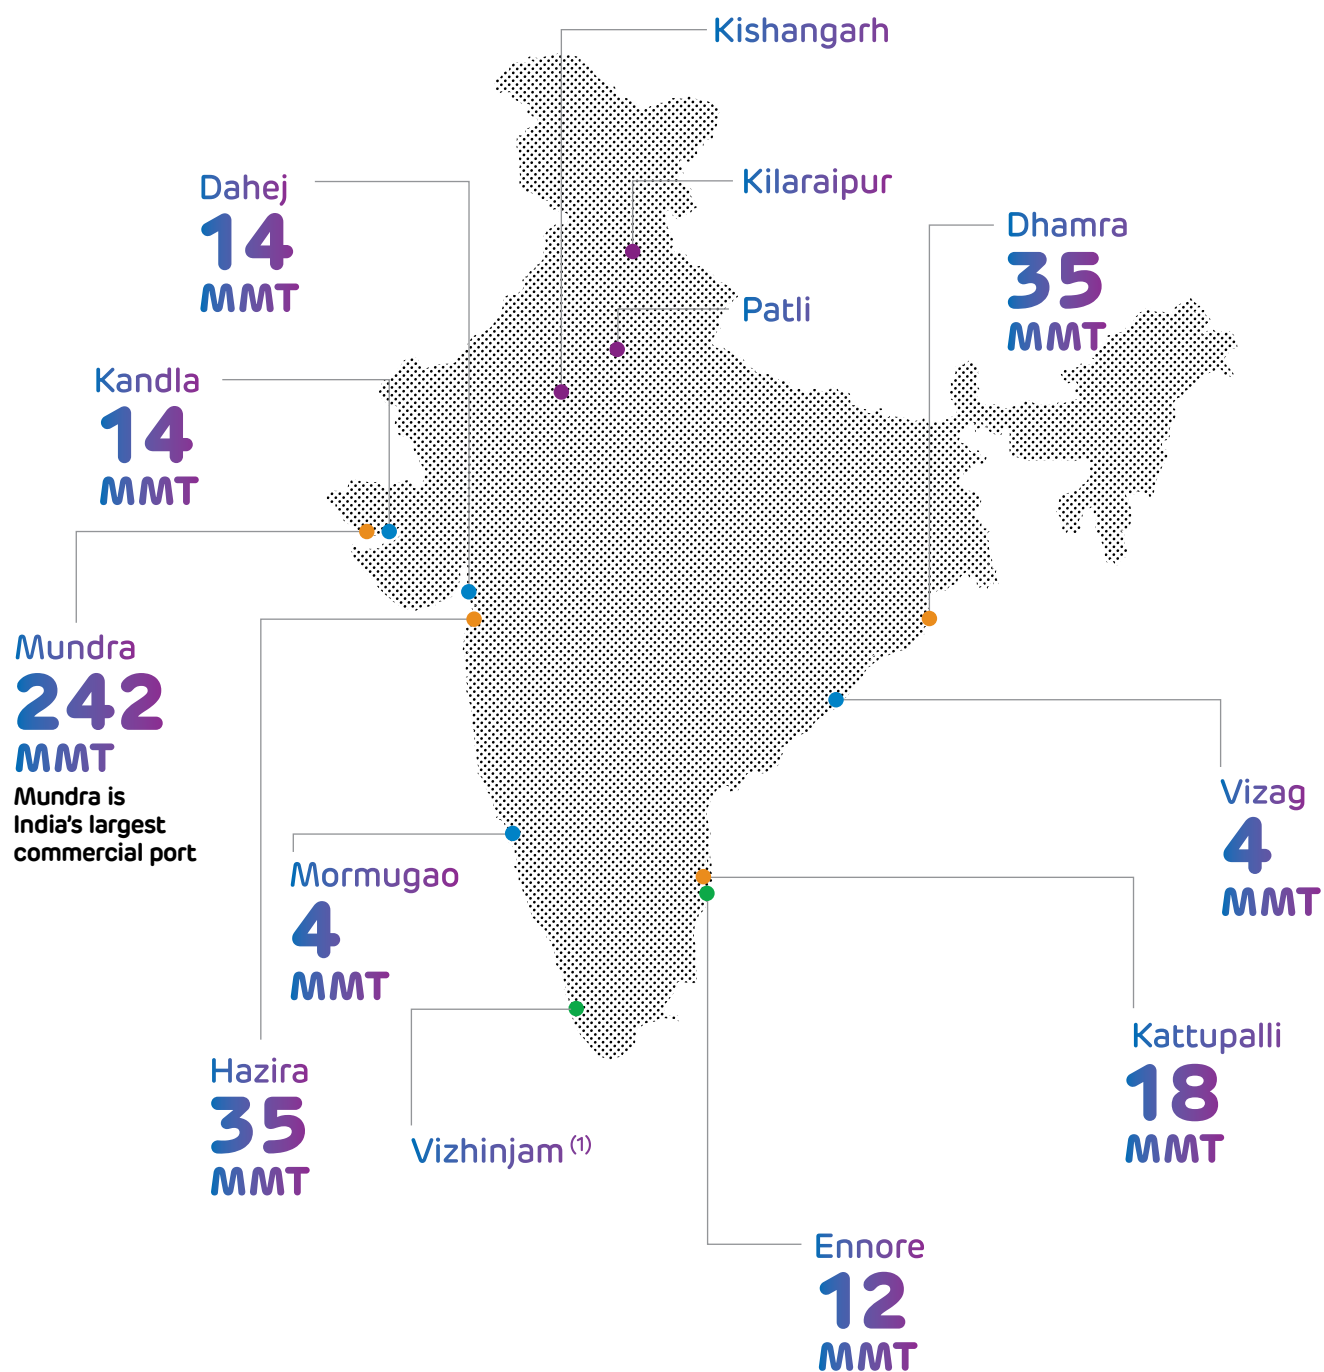 Kishangarh
Dahej
14
MMT
Kilaraipur
Dhamra
35
MMT
Patli
Kandla
14
MMT
Mundra
242
MMT
Mundra is
India's largest
commercial port
Vizag
4
MMT
Mormugao
4
MMT
Kattupalli
18
MMT
Hazira
35
MMT
Vizhinjam (1)
Ennore
12
MMT